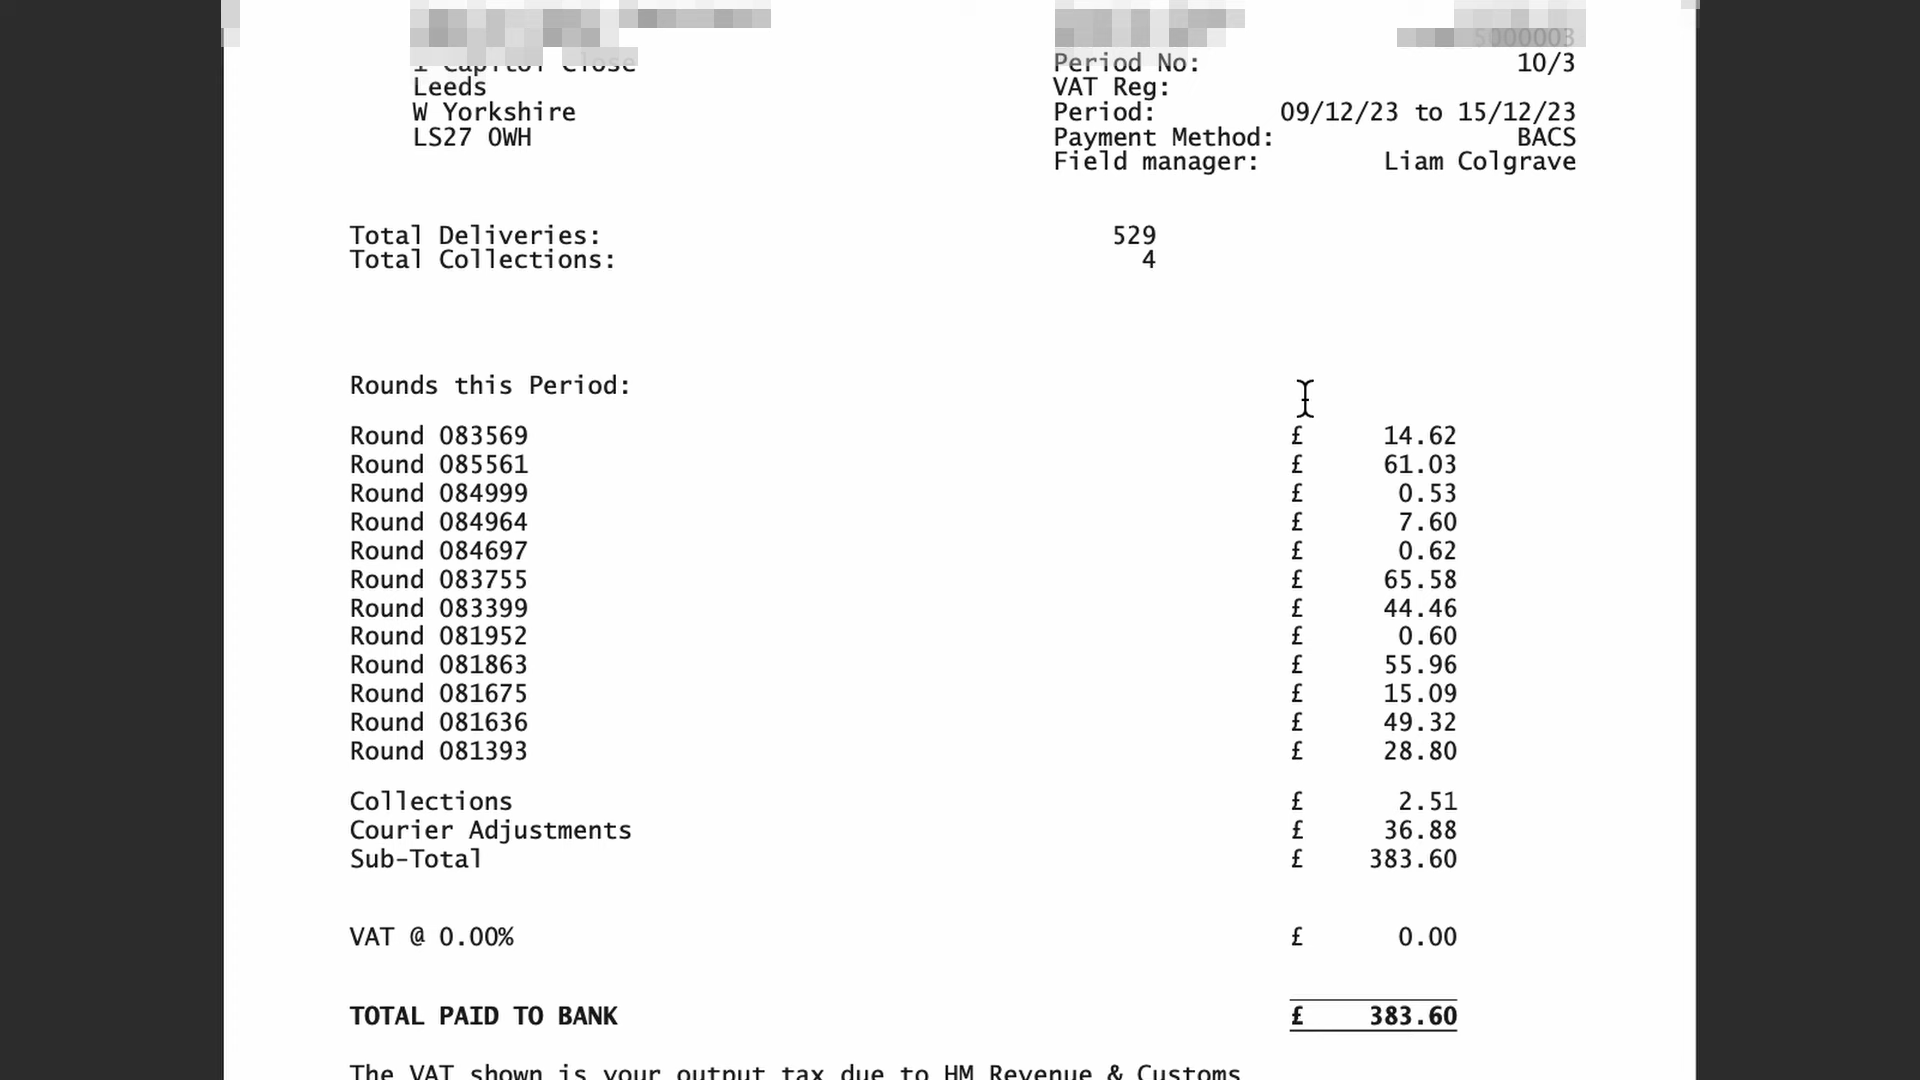 5000003
1 Capitol Close
Period No: 10/3
Leeds
VAT Reg:
W Yorkshire
Period: 09/12/23 to 15/12/23
LS27 0WH
Payment Method: BACS
Field manager: Liam Colgrave
Total Deliveries: 529
Total Collections: 4
Rounds this Period:
Round 083569 £ 14.62
Round 085561 £ 61.03
Round 084999 £ 0.53
Round 084964 £ 7.60
Round 084697 £ 0.62
Round 083755 £ 65.58
Round 083399 £ 44.46
Round 081952 £ 0.60
Round 081863 £ 55.96
Round 081675 £ 15.09
Round 081636 £ 49.32
Round 081393 £ 28.80
Collections £ 2.51
Courier Adjustments £ 36.88
Sub-Total £ 383.60
VAT @ 0.00% £ 0.00
TOTAL PAID TO BANK £ 383.60
The VAT shown is your output tax due to HM Revenue & Customs